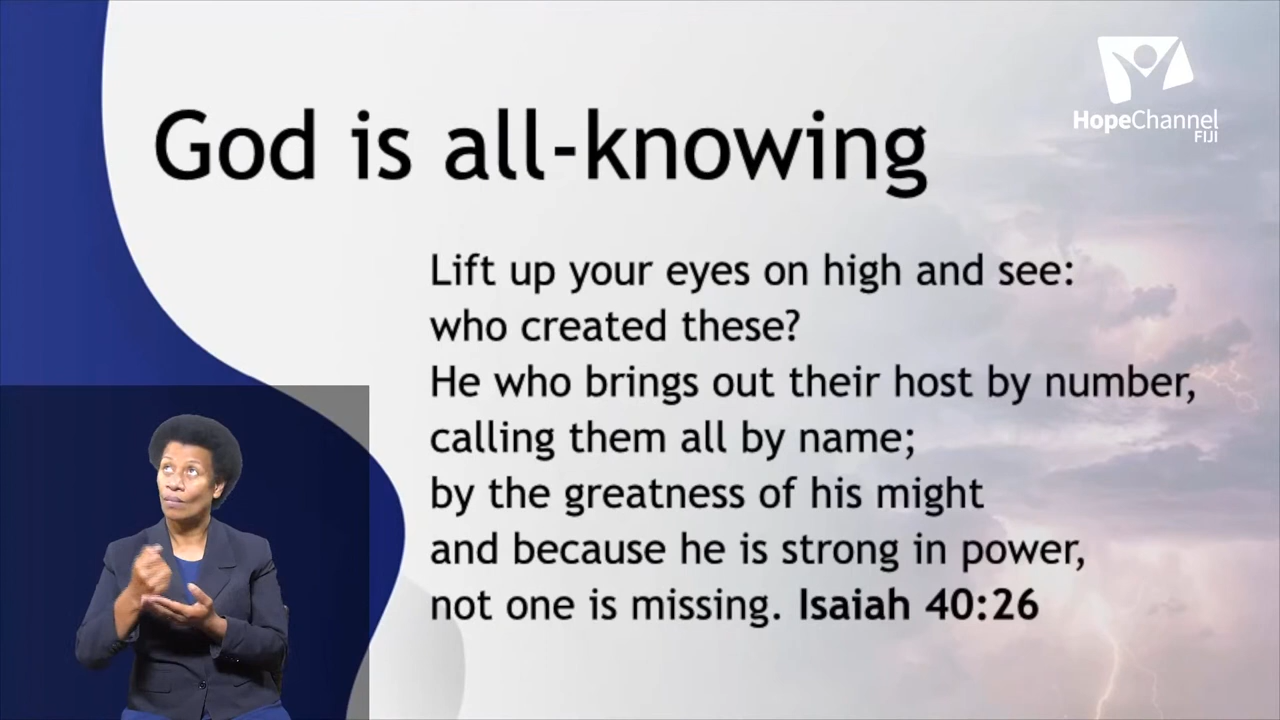 HopeChannel
FIJI
God is all-knowing
Lift up your eyes on high and see:
who created these?
He who brings out their host by number,
calling them all by name;
by the greatness of his might
and because he is strong in power,
not one is missing. Isaiah 40:26